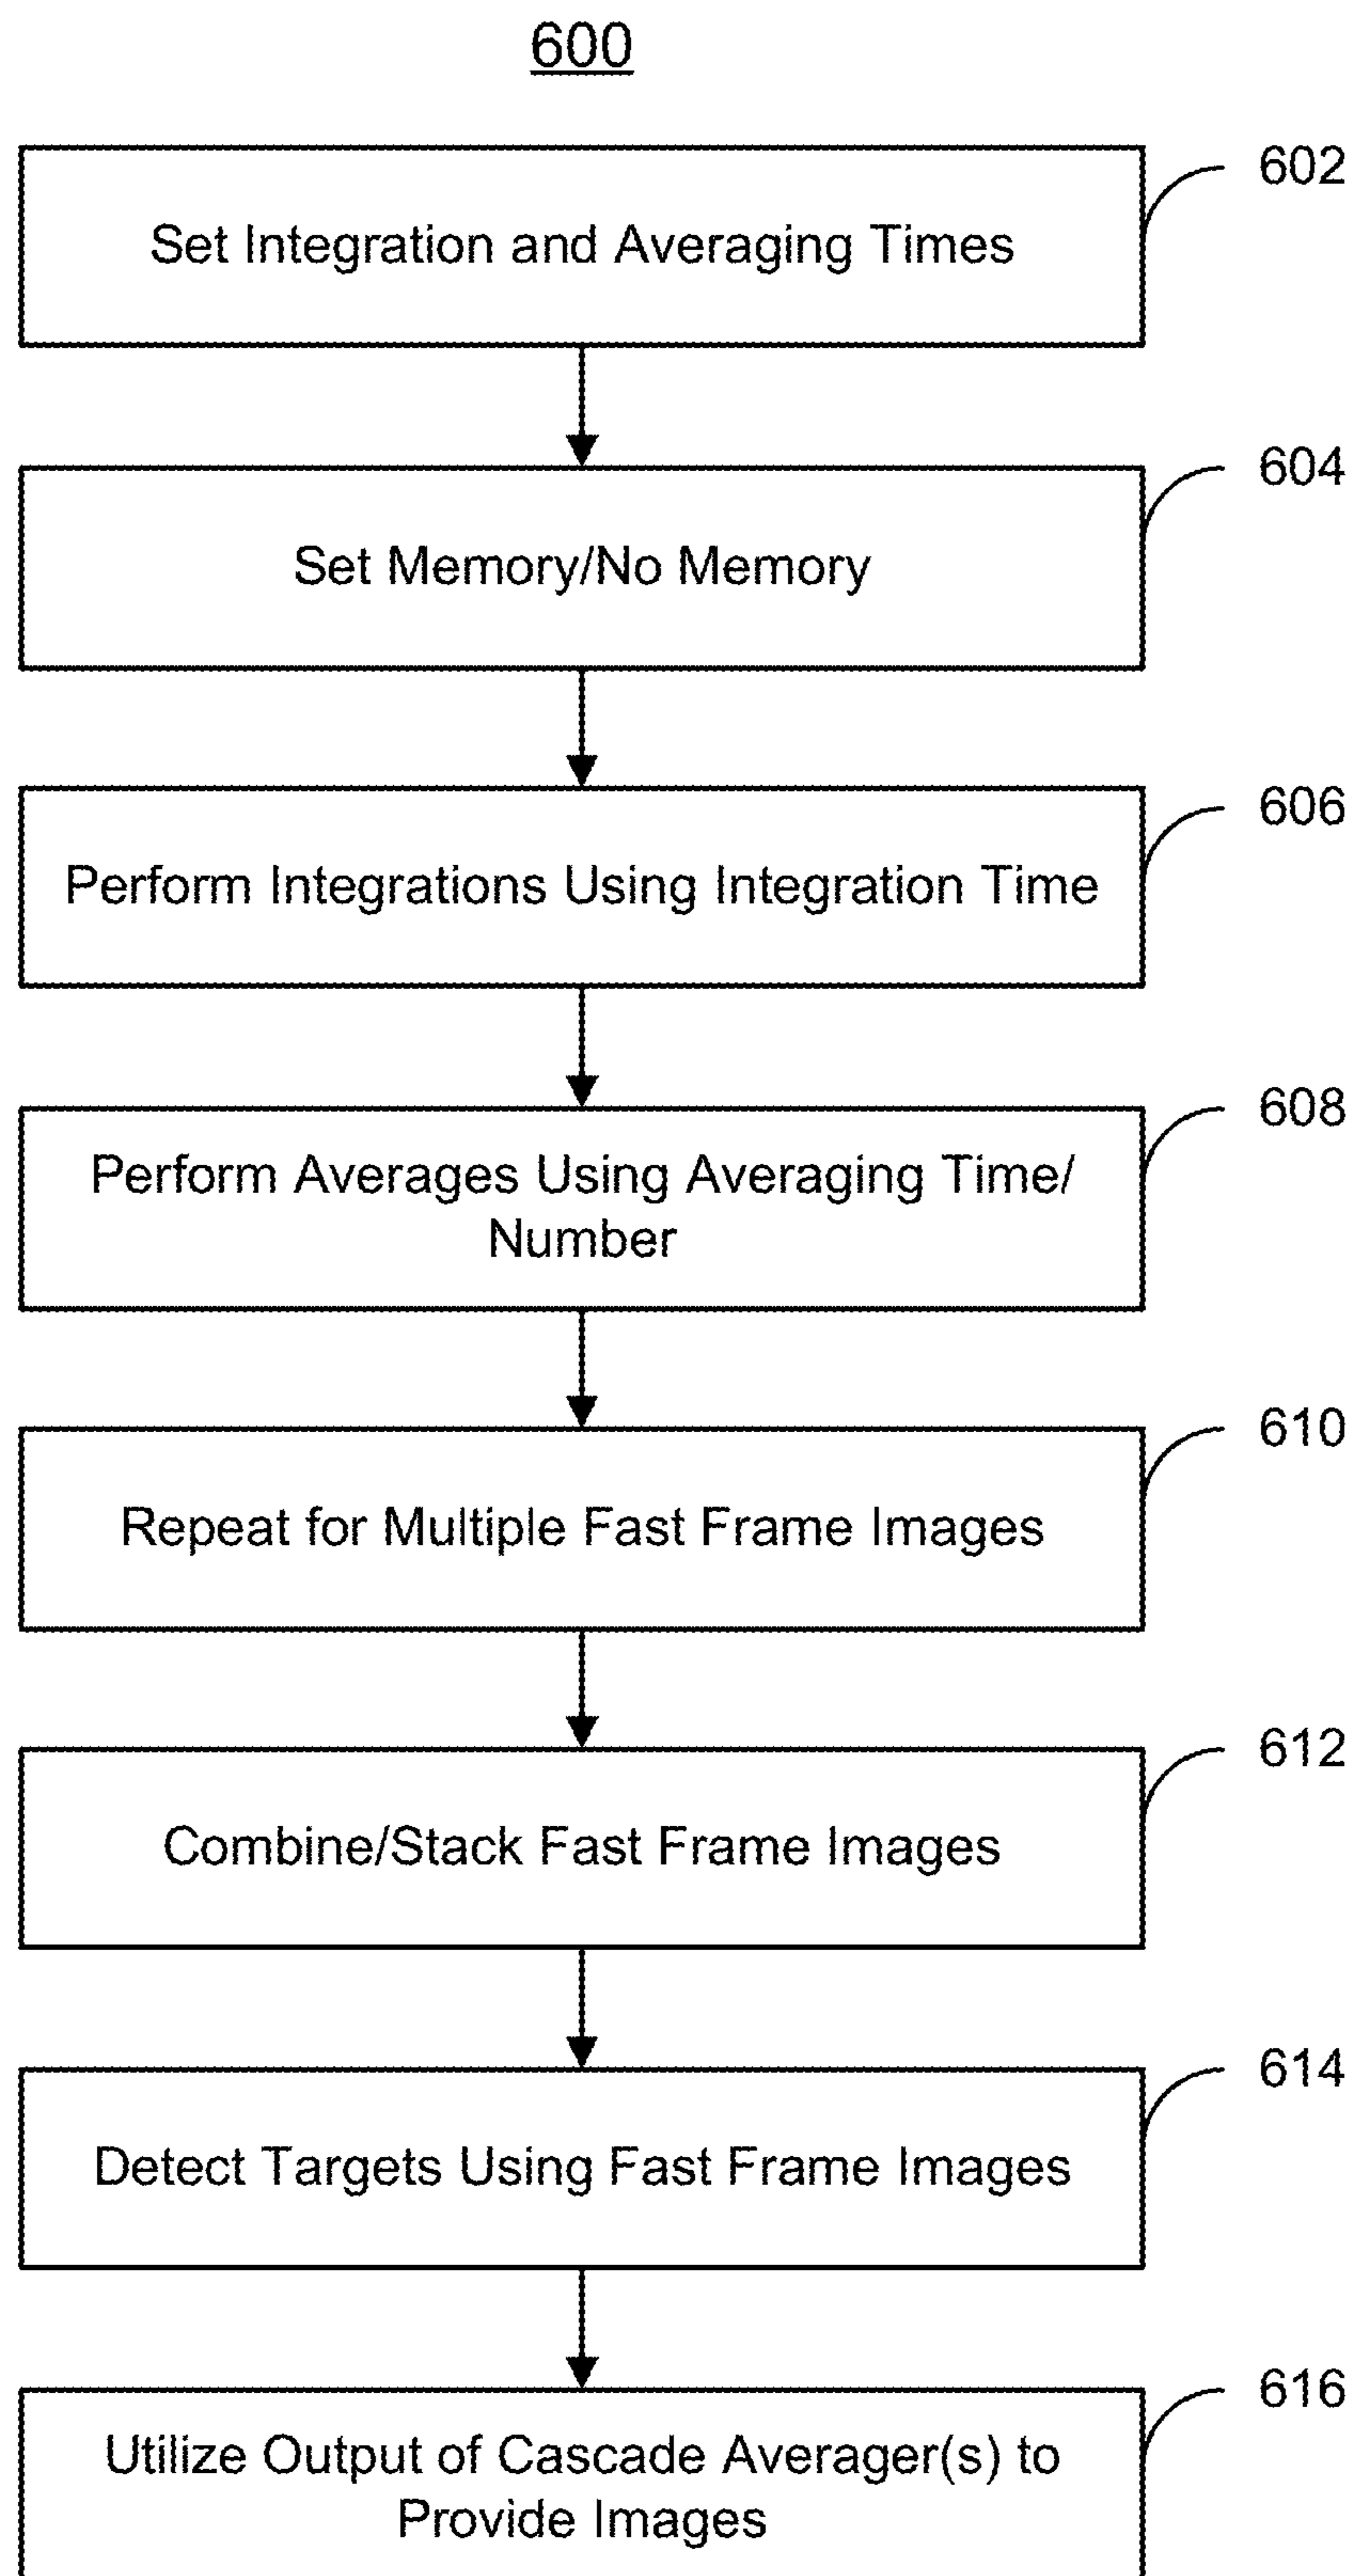 600
602
Set Integration and Averaging Times
604
Set Memory/No Memory
606
Perform Integrations Using Integration Time
608
Perform Averages Using Averaging Time/
Number
610
Repeat for Multiple Fast Frame Images
612
Combine/Stack Fast Frame Images
614
Detect Targets Using Fast Frame Images
616
Utilize Output of Cascade Averager(s) to
Provide Images